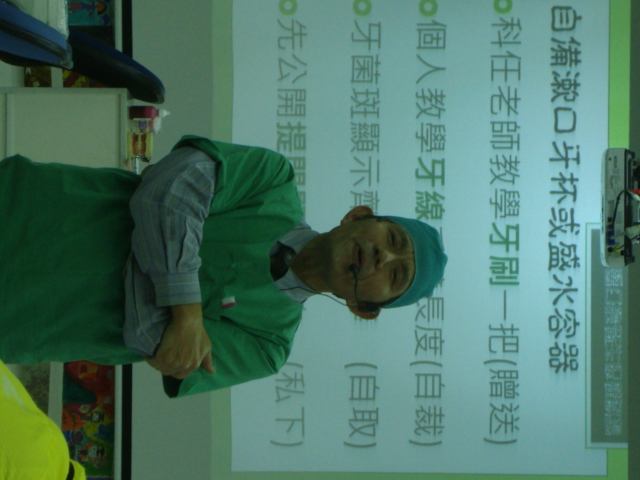 自備漱口牙杯或盛水容器
科任老師教學牙刷一把(贈送)
個人教學牙線 長度(自裁)
牙菌斑顯示 (自取)
先公開提 (私下)